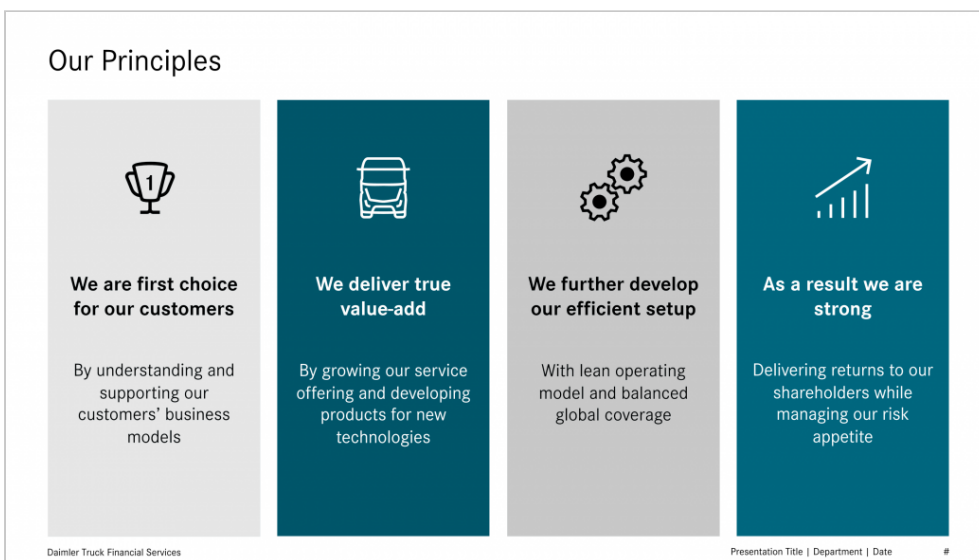 Our Principles
1
We are first choice
for our customers
By understanding and
supporting our
customers’ business
models
We deliver true
value-add
By growing our service
offering and developing
products for new
technologies
We further develop
our efficient setup
With lean operating
model and balanced
global coverage
As a result we are
strong
Delivering returns to our
shareholders while
managing our risk
appetite
Daimler Truck Financial Services
Presentation Title | Department | Date #